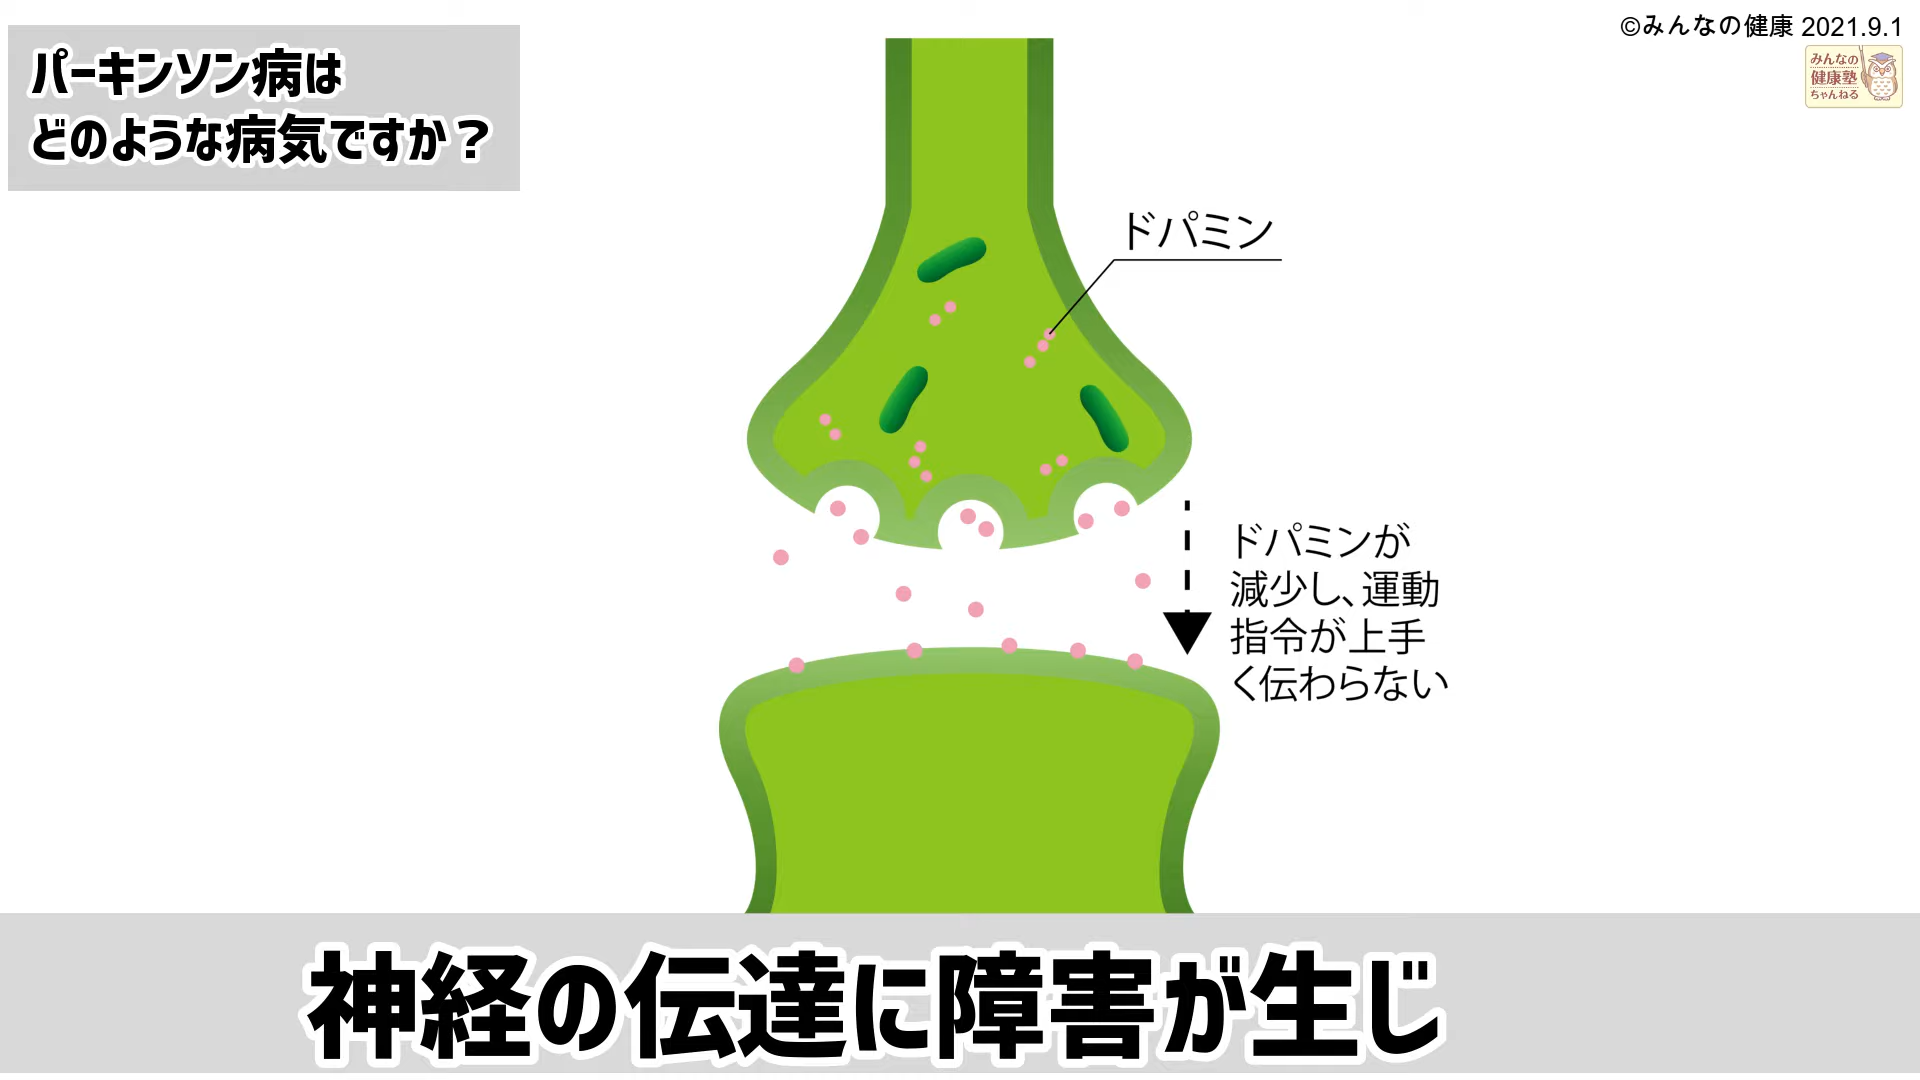 パーキンソン病は
どのような病気ですか？
©みんなの健康 2021.9.1
みんなの
健康塾
ちゃんねる
ドパミン
ドパミンが
減少し、運動
指令が上手
く伝わらない
神経の伝達に障害が生じ